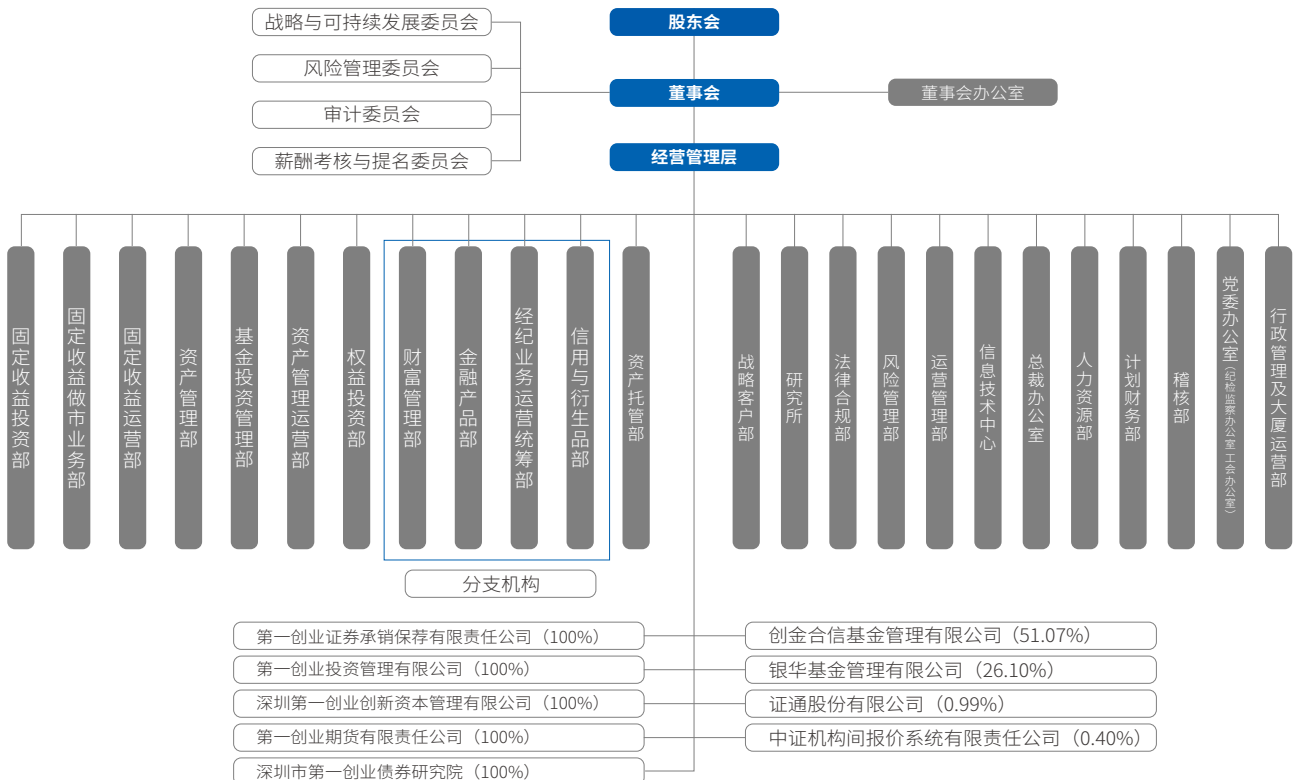 战略与可持续发展委员会
风险管理委员会
审计委员会
薪酬考核与提名委员会
股东会
董事会
董事会办公室
经营管理层
固定收益投资部
固定收益做市业务部
固定收益运营部
资产管理部
基金投资管理部
资产管理运营部
权益投资部
财富管理部
金融产品部
经纪业务运营统筹部
信用与衍生品部
资产托管部
战略客户部
研究所
法律合规部
风险管理部
运营管理部
信息技术中心
总裁办公室
人力资源部
计划财务部
稽核部
党委办公室（纪检监察办公室 工会办公室）
行政管理及大厦运营部
分支机构
第一创业证券承销保荐有限责任公司（100%）
第一创业投资管理有限公司（100%）
深圳第一创业创新资本管理有限公司（100%）
第一创业期货有限责任公司（100%）
深圳市第一创业债券研究院（100%）
创金合信基金管理有限公司（51.07%）
银华基金管理有限公司（26.10%）
证通股份有限公司（0.99%）
中证机构间报价系统有限责任公司（0.40%）